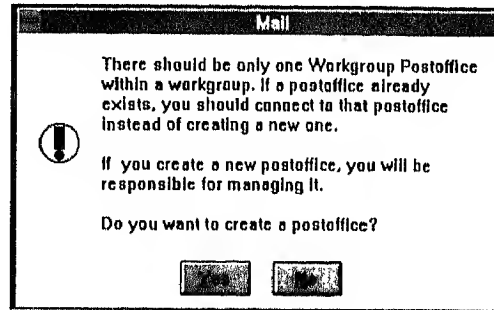 Mail
There should be only one Workgroup Postoffice
within a workgroup. If a postoffice already
exists, you should connect to that postoffice
instead of creating a new one.
If you create a new postoffice, you will be
responsible for managing it.
Do you want to create a postoffice?
Yes No